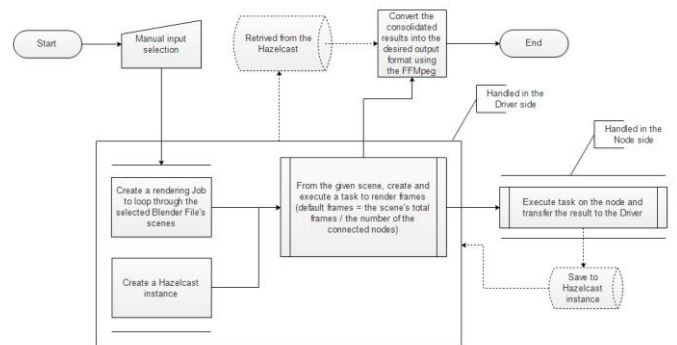 Start
Manual input
selection
Retrived from the
Hazelcast
Convert the
consolidated
results into the
desired output
format using
the FFMpeg
End
Handled in the
Driver side
Handled in the
Node side
Create a rendering Job
to loop through the
selected Blender File's
scenes
From the given scene, create and
execute a task to render frames
(default frames = the scene's total
frames / the number of the
connected nodes)
Execute task on the node and
transfer the result to the Driver
Create a Hazelcast
instance
Save to
Hazelcast
instance